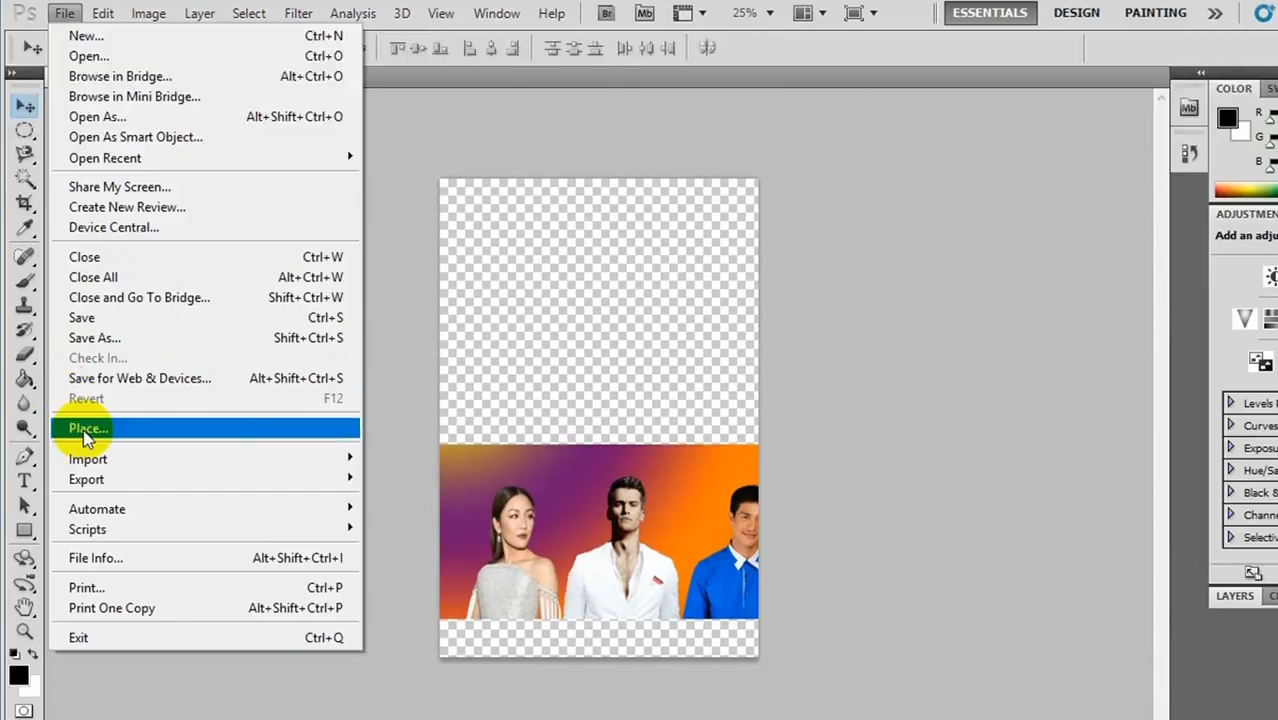 Ps File Edit Image Layer Select Filter Analysis 3D View Window Help Br Mb 25% ESSENTIALS DESIGN PAINTING
New... Ctrl+N
Open... Ctrl+O
Browse in Bridge... Alt+Ctrl+O
Browse in Mini Bridge...
Open As... Alt+Shift+Ctrl+O
Open As Smart Object...
Open Recent
Share My Screen...
Create New Review...
Device Central...
Close Ctrl+W
Close All Alt+Ctrl+W
Close and Go To Bridge... Shift+Ctrl+W
Save Ctrl+S
Save As... Shift+Ctrl+S
Check In...
Save for Web & Devices... Alt+Shift+Ctrl+S
Revert F12
Place...
Import
Export
Automate
Scripts
File Info... Alt+Shift+Ctrl+I
Print... Ctrl+P
Print One Copy Alt+Shift+Ctrl+P
Exit Ctrl+Q
T
Mb
COLOR SW
R
G
B
ADJUSTMEN
Add an adju
Levels P
Curves
Exposu
Hue/Sa
Black &
Channe
Selectiv
LAYERS C